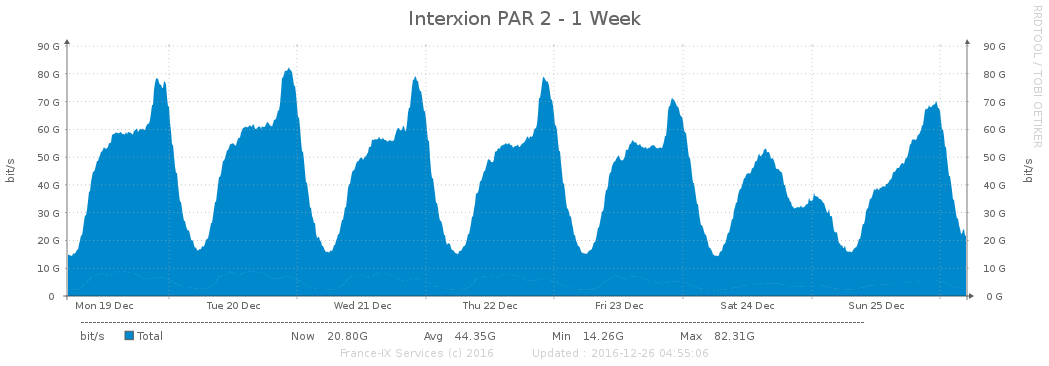 Interxion PAR 2 - 1 Week
RRDTOOL / TOBI OETIKER
90 G 90 G
80 G 80 G
70 G 70 G
60 G 60 G
50 G 50 G
40 G 40 G
30 G 30 G
20 G 20 G
10 G 10 G
0 0 G
bit/s bit/s
Mon 19 Dec Tue 20 Dec Wed 21 Dec Thu 22 Dec Fri 23 Dec Sat 24 Dec Sun 25 Dec
bit/s Total Now 20.80G Avg 44.35G Min 14.26G Max 82.31G
France-IX Services (c) 2016 Updated : 2016-12-26 04:55:06